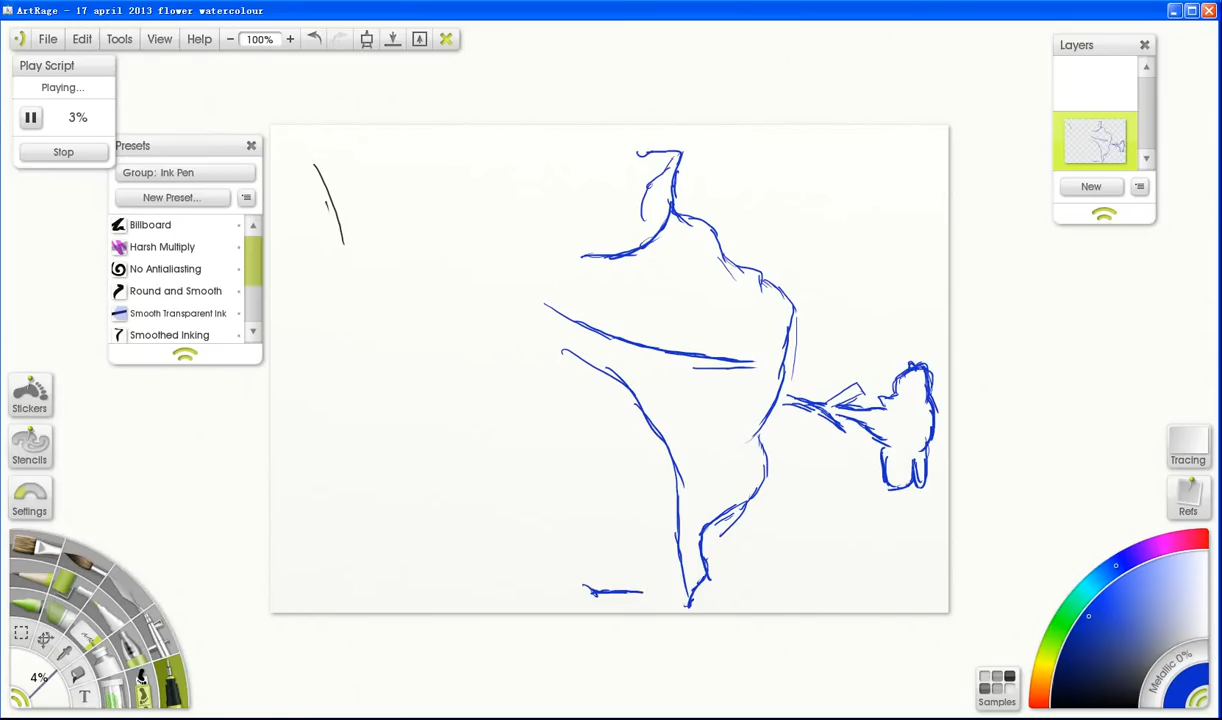 ArtRage - 17 april 2013 flower watercolour
File Edit Tools View Help 100%
Play Script
Playing...
3%
Stop
Presets
Group: Ink Pen
New Preset...
Billboard
Harsh Multiply
No Antialiasting
Round and Smooth
Smooth Transparent Ink
Smoothed Inking
Stickers
Stencils
Settings
4%
T
Layers
New
Tracing
Refs
Metallic 0%
Samples